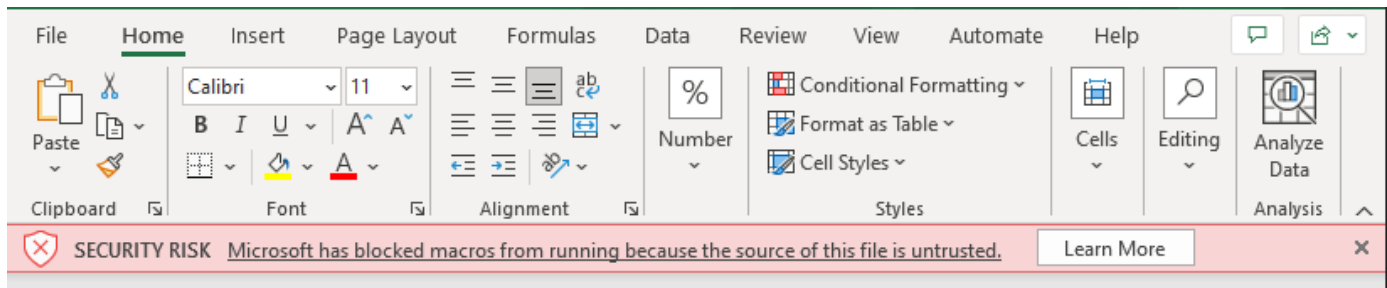 File Home Insert Page Layout Formulas Data Review View Automate Help
Calibri 11 ab
c
Paste B I U A A % Number Conditional Formatting
Format as Table
Cell Styles
A
Cells Editing Analyze
Data
Clipboard Font Alignment Styles Analysis
SECURITY RISK Microsoft has blocked macros from running because the source of this file is untrusted. Learn More